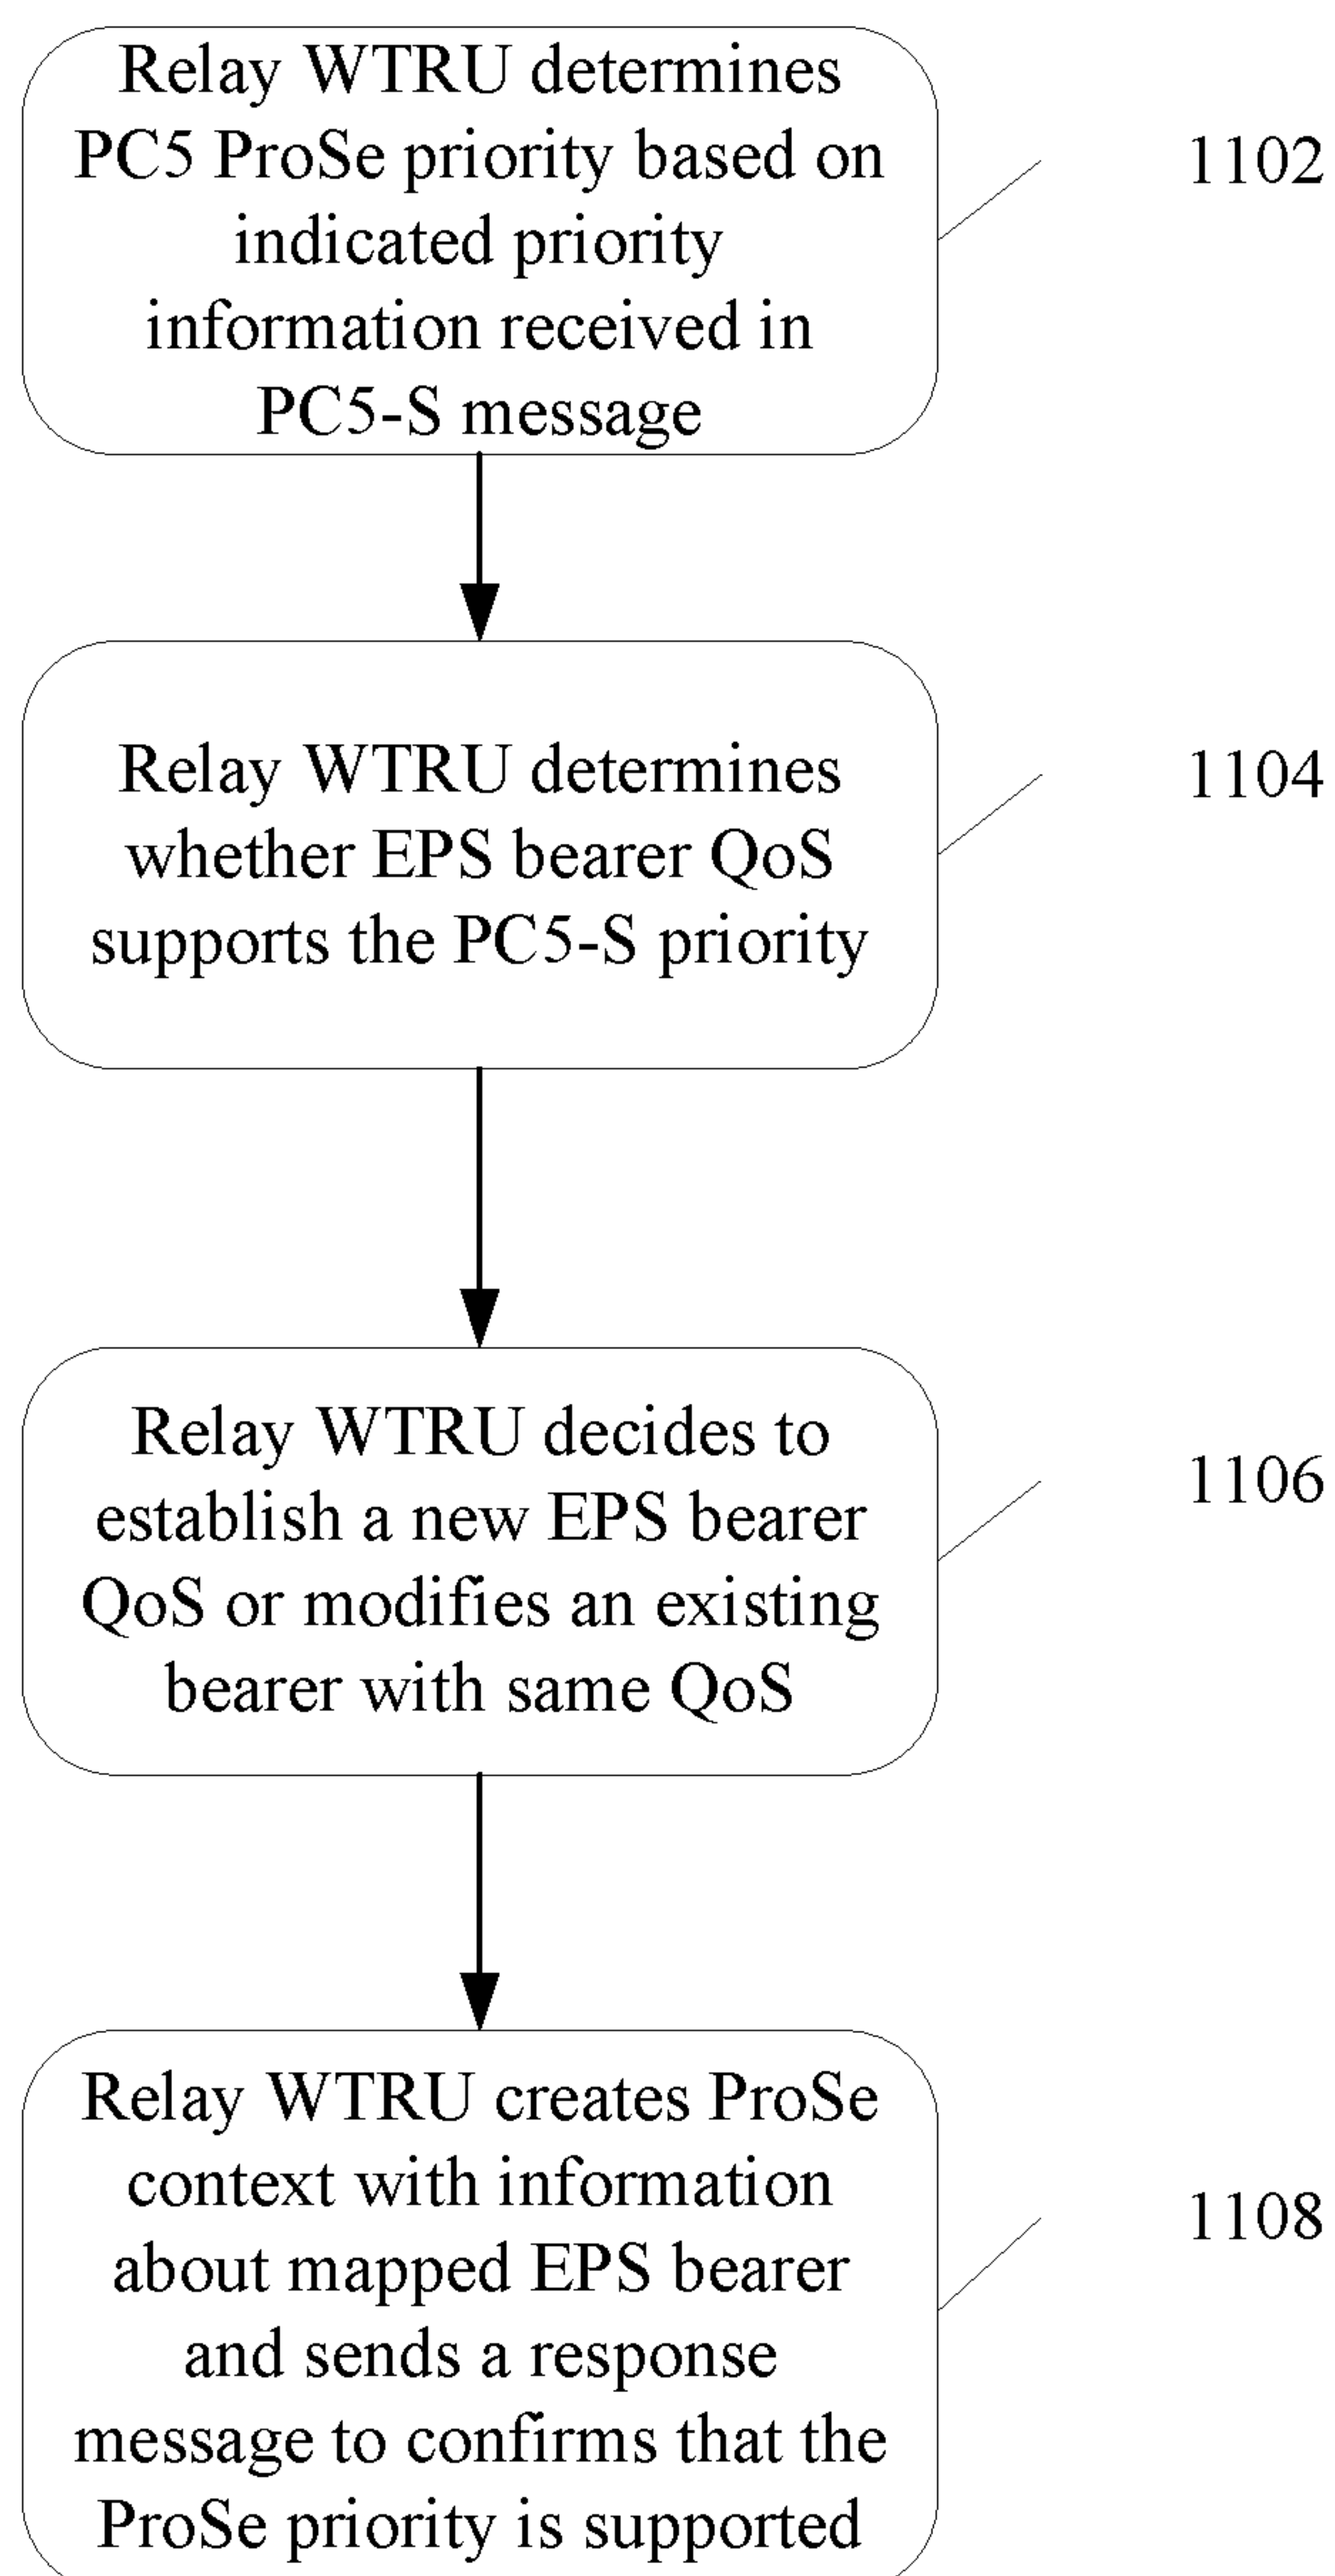 Relay WTRU determines
PC5 ProSe priority based on
indicated priority
information received in
PC5-S message
1102
Relay WTRU determines
whether EPS bearer QoS
supports the PC5-S priority
1104
Relay WTRU decides to
establish a new EPS bearer
QoS or modifies an existing
bearer with same QoS
1106
Relay WTRU creates ProSe
context with information
about mapped EPS bearer
and sends a response
message to confirms that the
ProSe priority is supported
1108